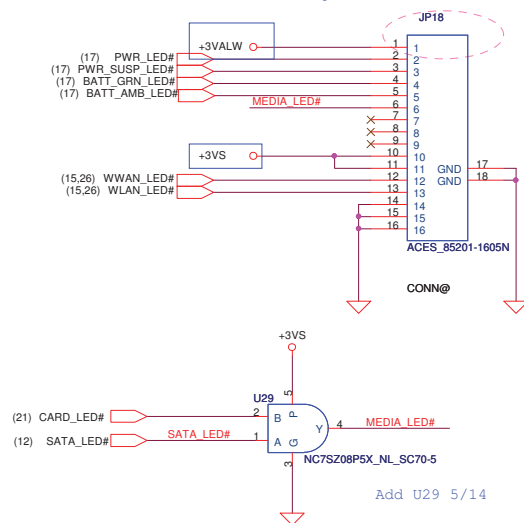 JP18
+3VALW 1 1
(17) PWR_LED# 2 2
(17) PWR_SUSP_LED# 3 3
(17) BATT_GRN_LED# 4 4
(17) BATT_AMB_LED# 5 5
MEDIA_LED# 6 6
7 7
8 8
9 9
+3VS 10 10
11 11 GND 17
(15,26) WWAN_LED# 12 12 GND 18
(15,26) WLAN_LED# 13 13
14 14
15 15
16 16
ACES_85201-1605N
CONN@
+3VS
U29 5
P
(21) CARD_LED# 2 B
Y 4 MEDIA_LED#
(12) SATA_LED# SATA_LED# 1 A
G
3
NC7SZ08P5X_NL_SC70-5
Add U29 5/14